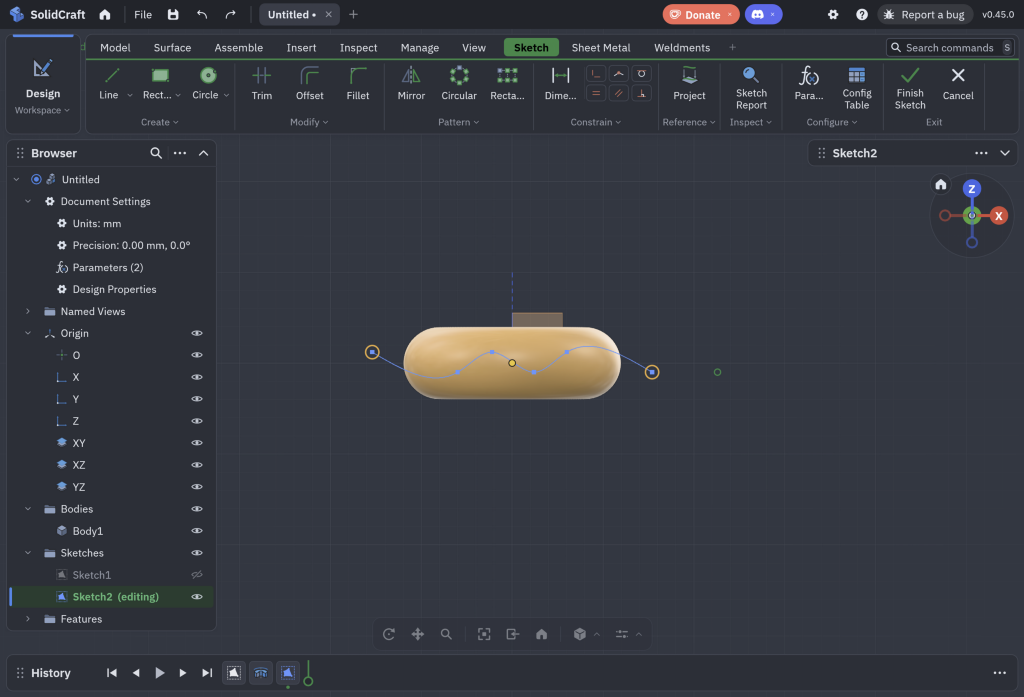 SolidCraft File Untitled • Donate Report a bug v0.45.0
Model Surface Assemble Insert Inspect Manage View Sketch Sheet Metal Weldments Search commands S
Design
Workspace
Line Rect... Circle Trim Offset Fillet Mirror Circular Recta... Dime... Project Sketch Report Para... Config Table Finish Sketch Cancel
Create Modify Pattern Constrain Reference Inspect Configure Exit
Browser
Untitled
Document Settings
Units: mm
Precision: 0.00 mm, 0.0°
Parameters (2)
Design Properties
Named Views
Origin
O
X
Y
Z
XY
XZ
YZ
Bodies
Body1
Sketches
Sketch1
Sketch2 (editing)
Features
Sketch2
Z
X
History